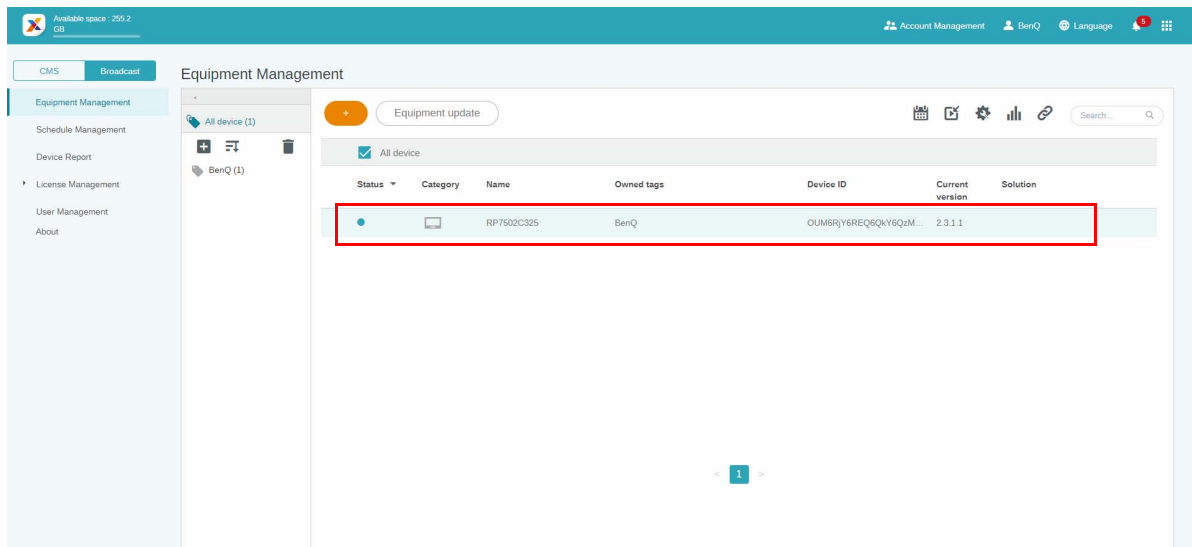 Available space : 255.2
GB
Account Management
BenQ
Language
5
CMS
Broadcast
Equipment Management
Schedule Management
Device Report
License Management
User Management
About
Equipment Management
All device (1)
BenQ (1)
+
Equipment update
Search...
All device
Status Category Name Owned tags Device ID Current version Solution
RP7502C325 BenQ OUM6RjY6REQ6QkY6QzM... 2.3.1.1
< 1 >